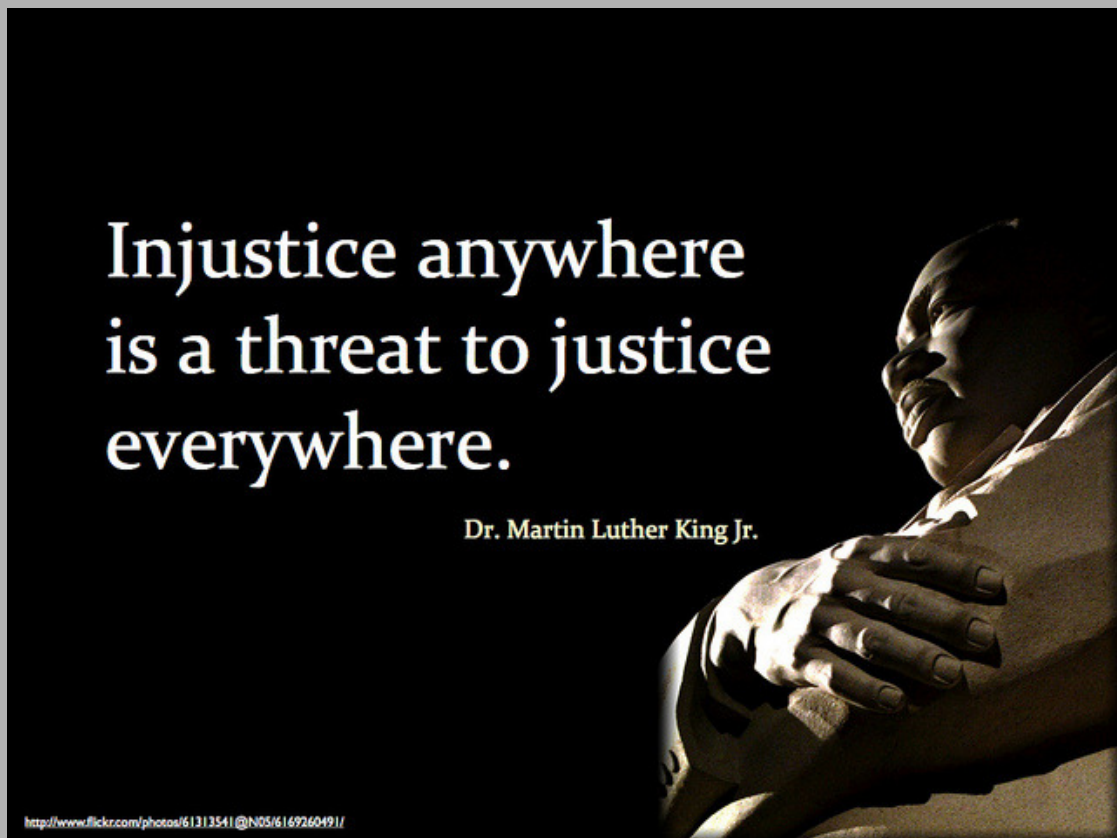 Injustice anywhere
is a threat to justice
everywhere.
Dr. Martin Luther King Jr.
http://www.flickr.com/photos/61313541@N05/6169260491/